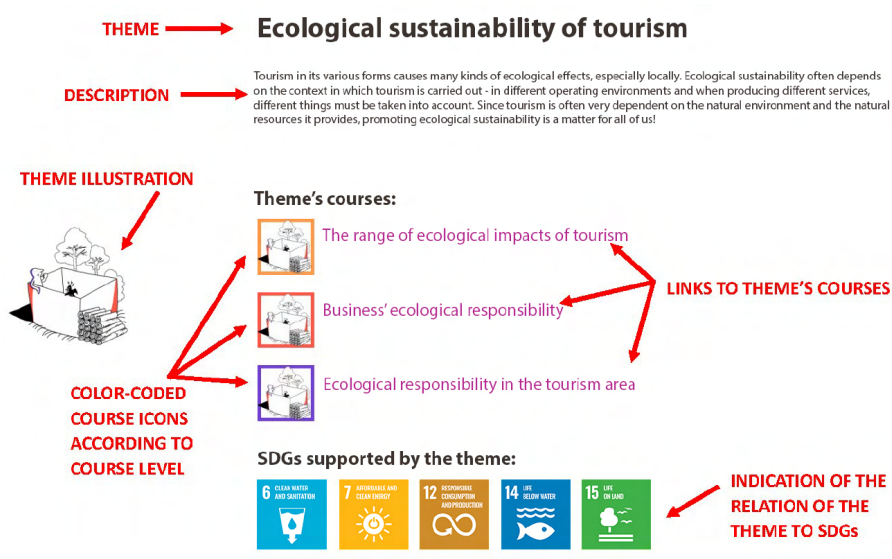 THEME
Ecological sustainability of tourism
DESCRIPTION
Tourism in its various forms causes many kinds of ecological effects, especially locally. Ecological sustainability often depends
on the context in which tourism is carried out - in different operating environments and when producing different services,
different things must be taken into account. Since tourism is often very dependent on the natural environment and the natural
resources it provides, promoting ecological sustainability is a matter for all of us!
THEME ILLUSTRATION
Theme's courses:
The range of ecological impacts of tourism
Business' ecological responsibility
Ecological responsibility in the tourism area
LINKS TO THEME'S COURSES
COLOR-CODED
COURSE ICONS
ACCORDING TO
COURSE LEVEL
SDGs supported by the theme:
6 CLEAN WATER
AND SANITATION
7 AFFORDABLE AND
CLEAN ENERGY
12 RESPONSIBLE
CONSUMPTION
AND PRODUCTION
14 LIFE
BELOW WATER
15 LIFE
ON LAND
INDICATION OF THE
RELATION OF THE
THEME TO SDGs